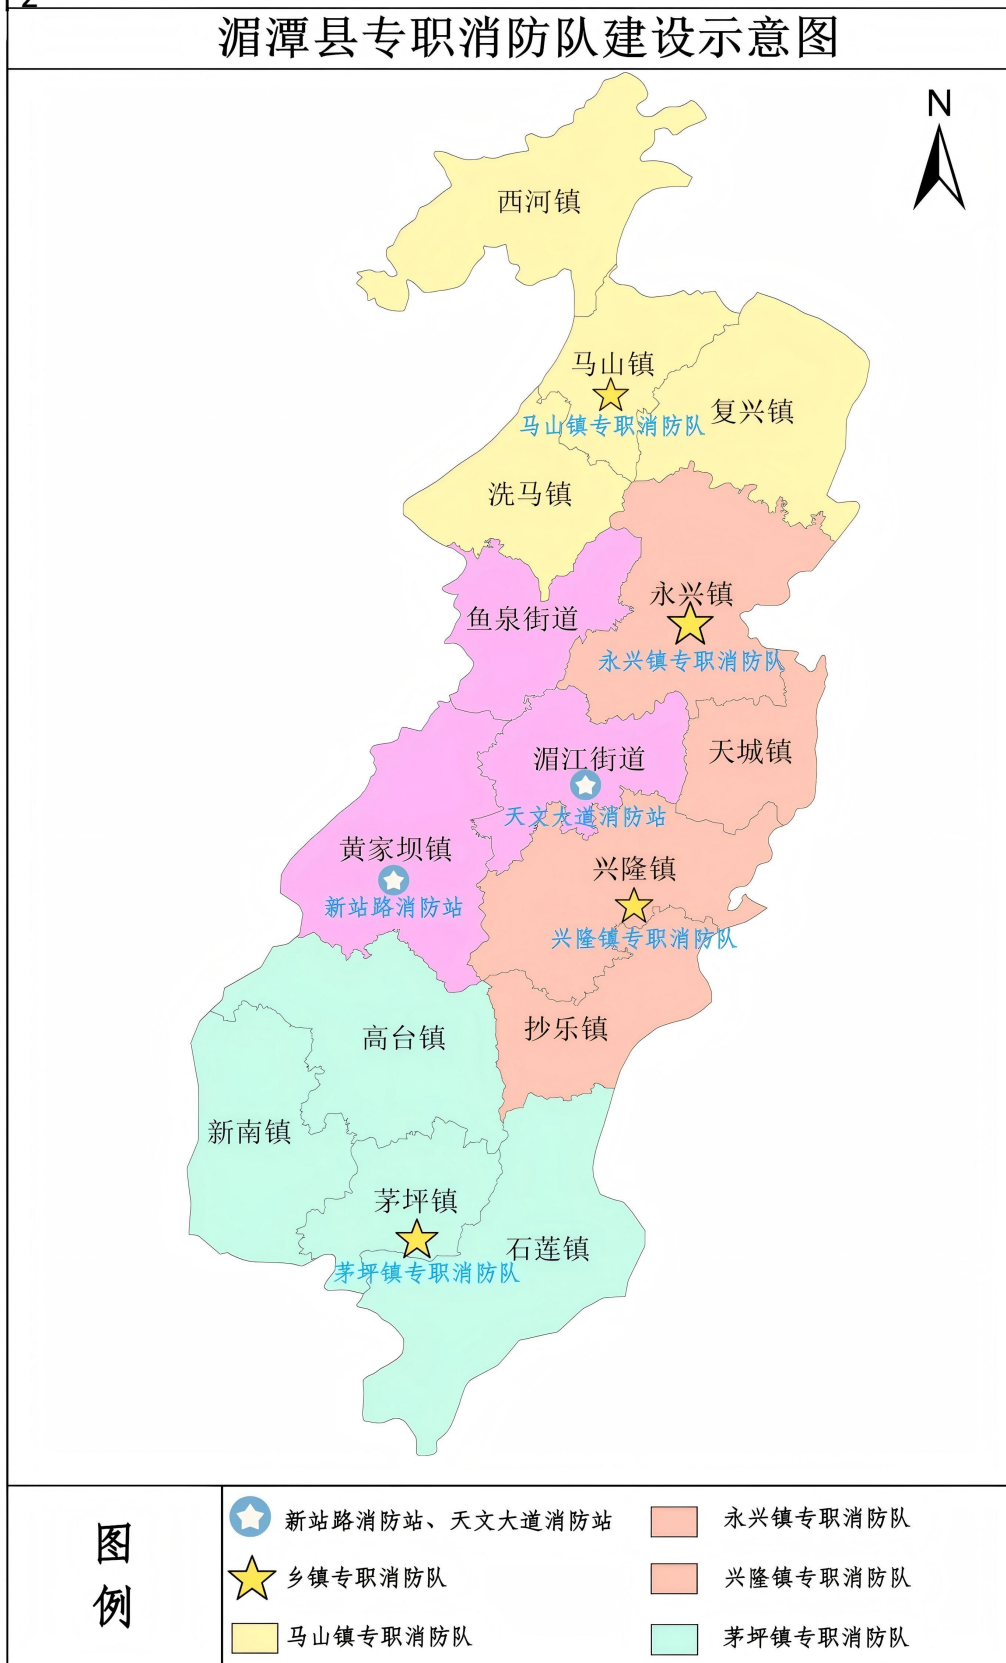 湄潭县专职消防队建设示意图
N
西河镇
马山镇
马山镇专职消防队
复兴镇
洗马镇
永兴镇
永兴镇专职消防队
鱼泉街道
湄江街道
天文大道消防站
天城镇
黄家坝镇
新站路消防站
兴隆镇
兴隆镇专职消防队
抄乐镇
高台镇
新南镇
茅坪镇
茅坪镇专职消防队
石莲镇
图例
新站路消防站、天文大道消防站
乡镇专职消防队
马山镇专职消防队
永兴镇专职消防队
兴隆镇专职消防队
茅坪镇专职消防队